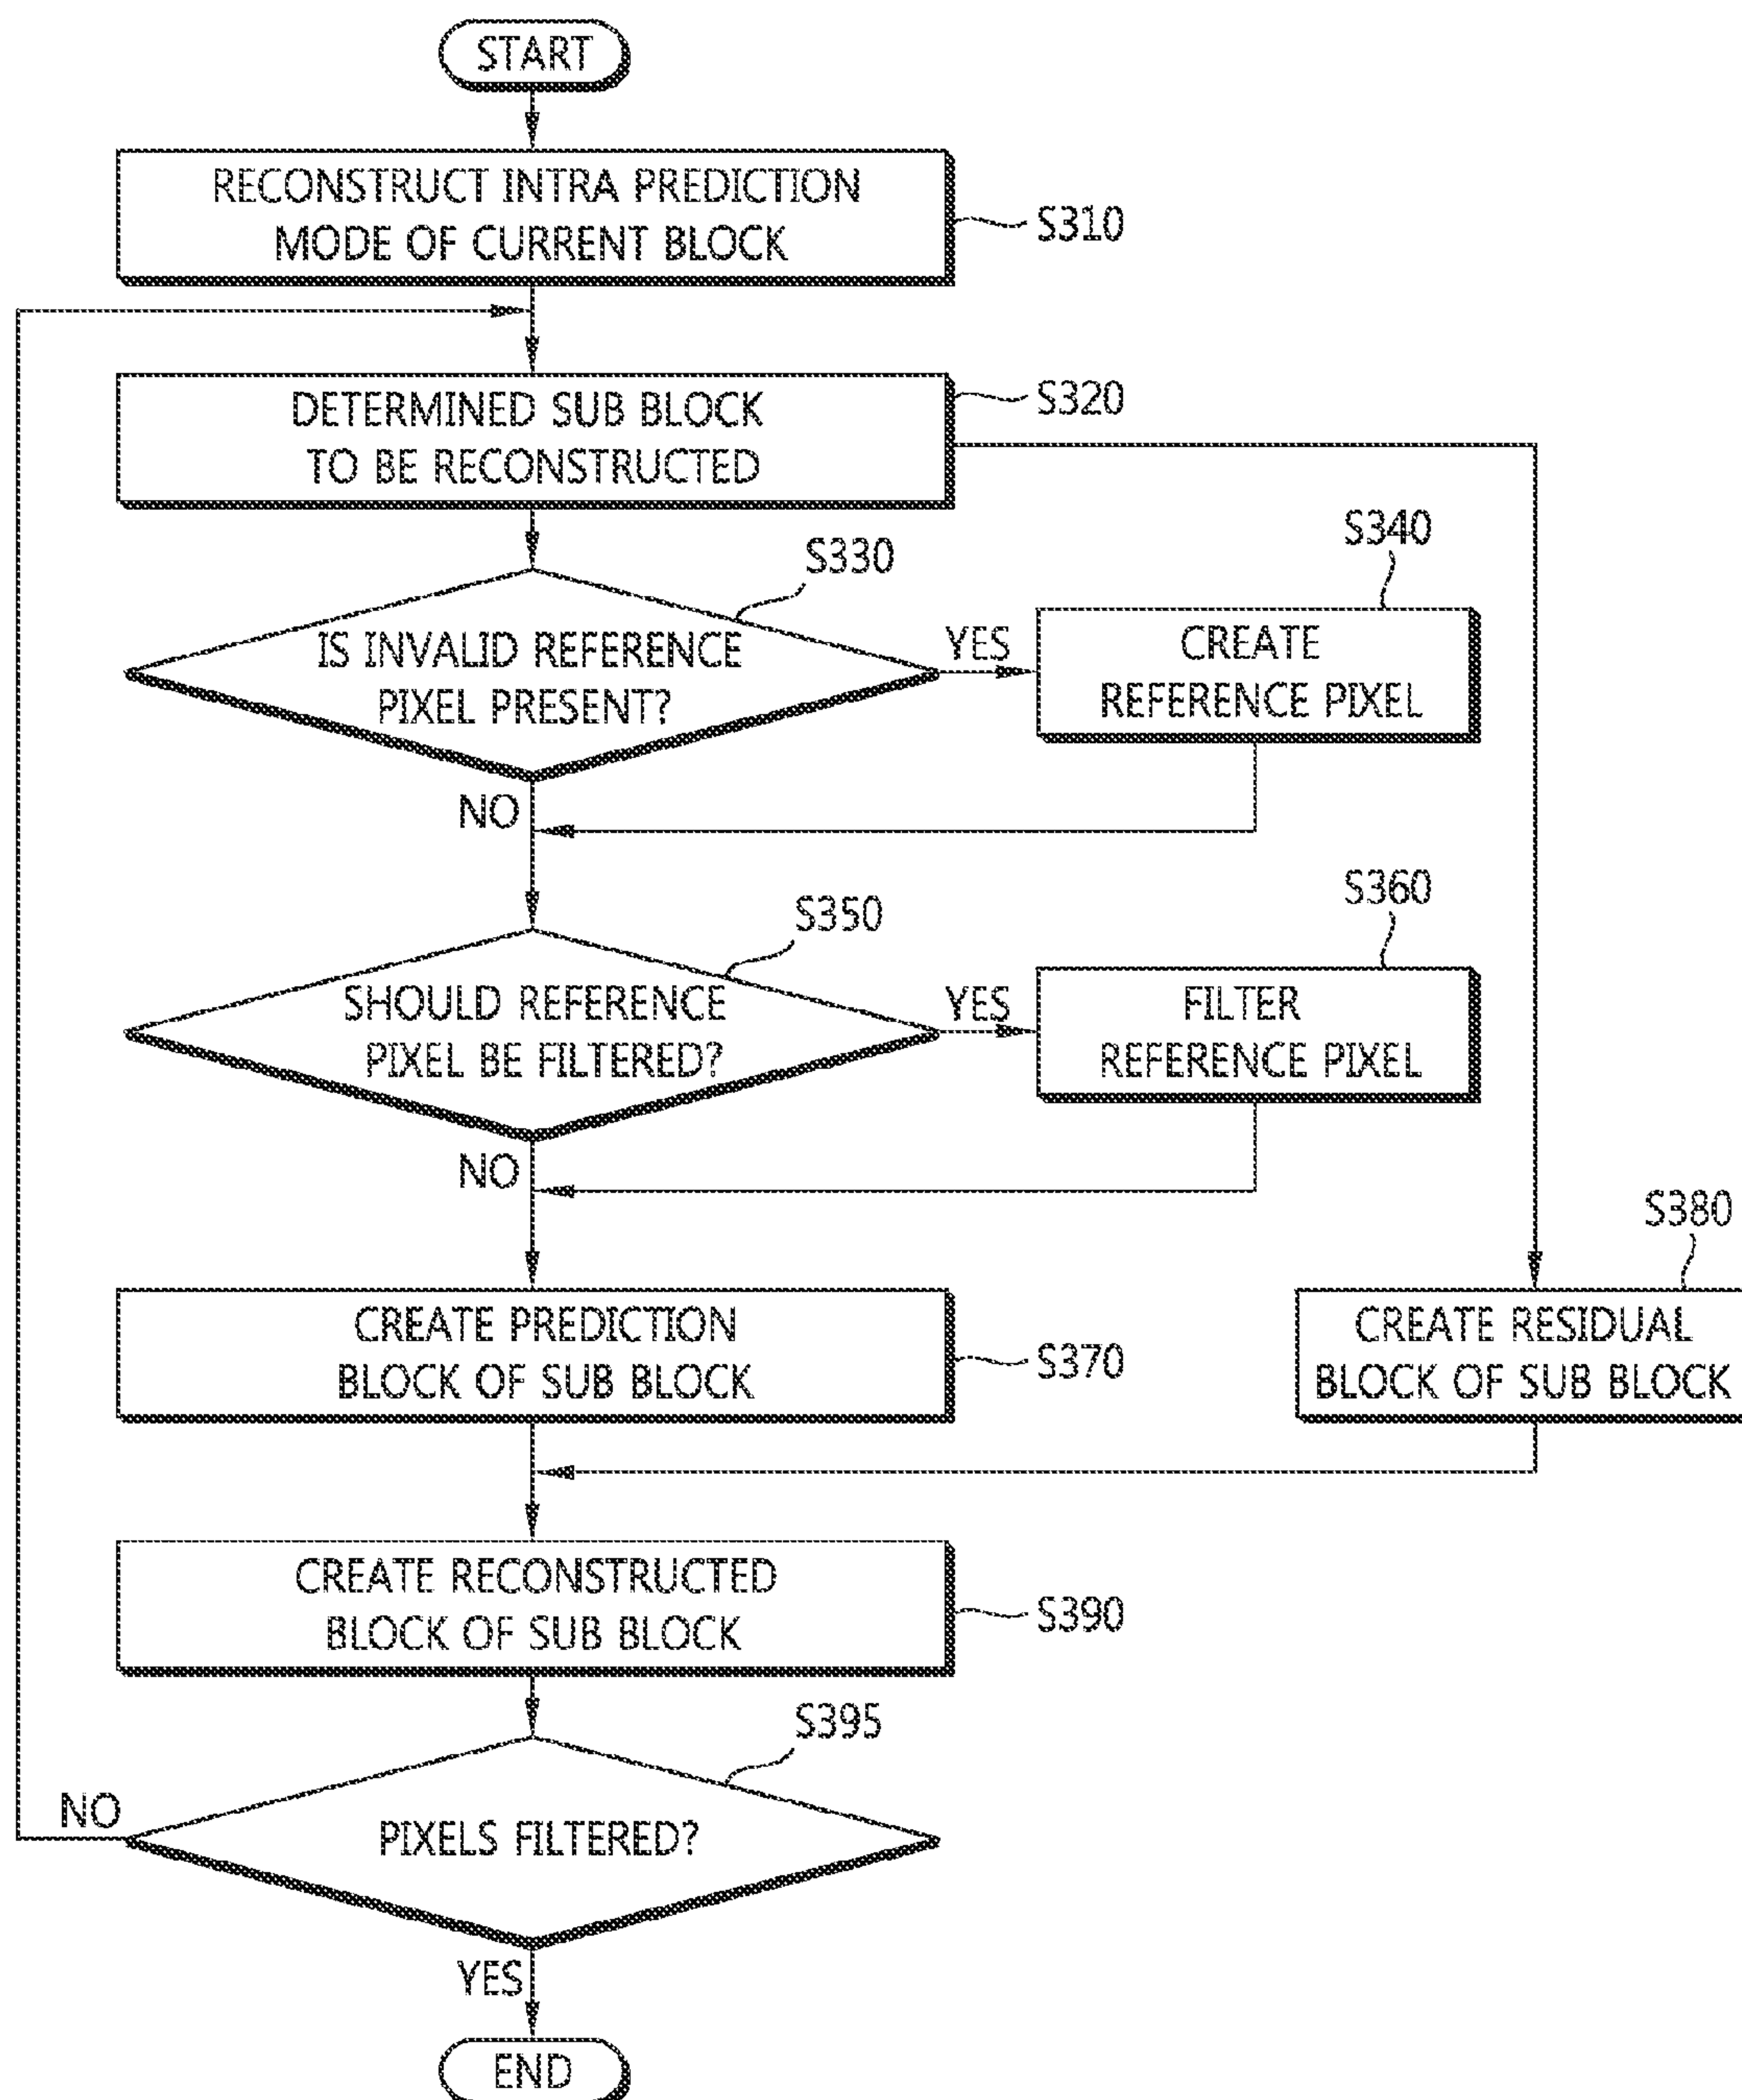 START
RECONSTRUCT INTRA PREDICTION
MODE OF CURRENT BLOCK
S310
DETERMINED SUB BLOCK
TO BE RECONSTRUCTED
S320
S330
IS INVALID REFERENCE
PIXEL PRESENT?
YES
S340
CREATE
REFERENCE PIXEL
NO
S350
SHOULD REFERENCE
PIXEL BE FILTERED?
YES
S360
FILTER
REFERENCE PIXEL
NO
CREATE PREDICTION
BLOCK OF SUB BLOCK
S370
S380
CREATE RESIDUAL
BLOCK OF SUB BLOCK
CREATE RECONSTRUCTED
BLOCK OF SUB BLOCK
S390
S395
NO
PIXELS FILTERED?
YES
END